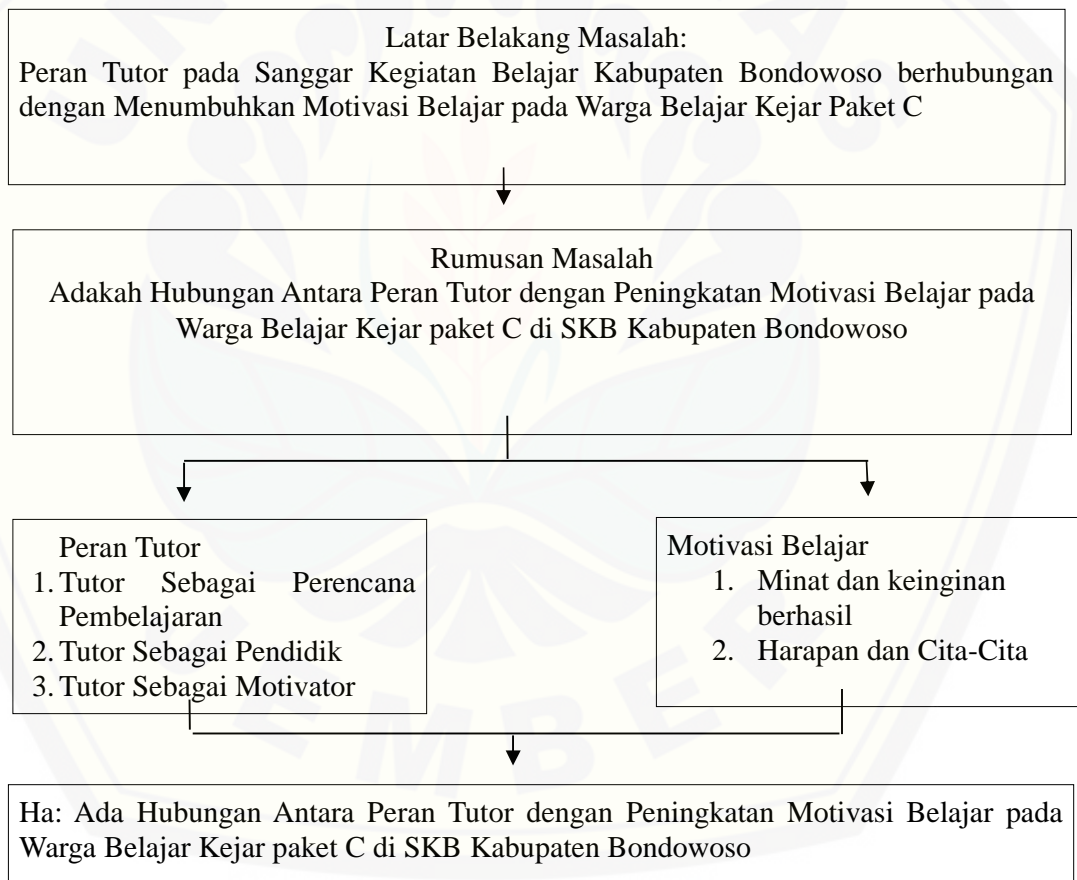 Latar Belakang Masalah:
Peran Tutor pada Sanggar Kegiatan Belajar Kabupaten Bondowoso berhubungan
dengan Menumbuhkan Motivasi Belajar pada Warga Belajar Kejar Paket C
Rumusan Masalah
Adakah Hubungan Antara Peran Tutor dengan Peningkatan Motivasi Belajar pada
Warga Belajar Kejar paket C di SKB Kabupaten Bondowoso
Peran Tutor
1. Tutor Sebagai Perencana
Pembelajaran
2. Tutor Sebagai Pendidik
3. Tutor Sebagai Motivator
Motivasi Belajar
1. Minat dan keinginan
berhasil
2. Harapan dan Cita-Cita
Ha: Ada Hubungan Antara Peran Tutor dengan Peningkatan Motivasi Belajar pada
Warga Belajar Kejar paket C di SKB Kabupaten Bondowoso